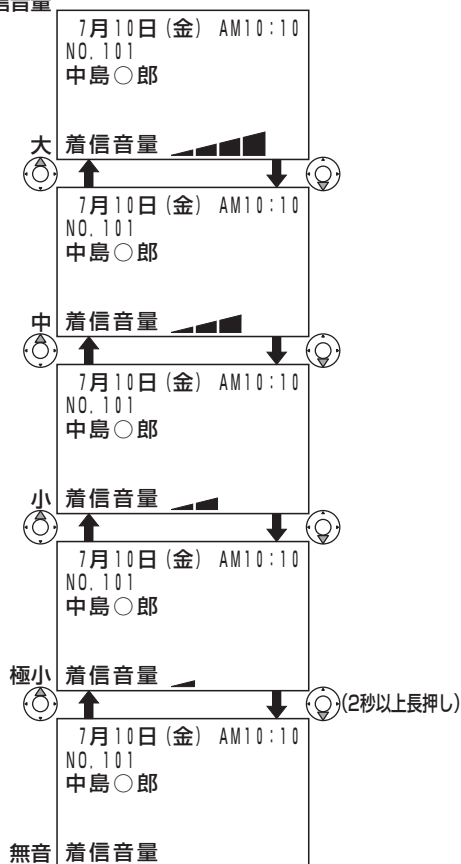 信音量
7月10日(金) AM10:10
NO.101
中島○郎
大 着信音量
7月10日(金) AM10:10
NO.101
中島○郎
中 着信音量
7月10日(金) AM10:10
NO.101
中島○郎
小 着信音量
7月10日(金) AM10:10
NO.101
中島○郎
極小 着信音量
(2秒以上長押し)
7月10日(金) AM10:10
NO.101
中島○郎
無音 着信音量